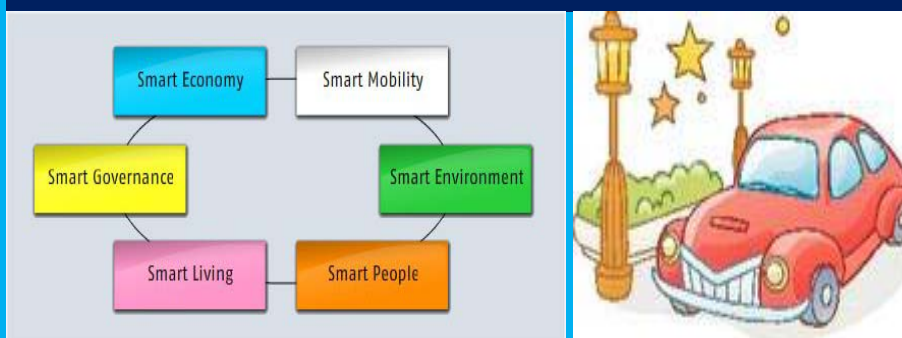 Smart Economy
Smart Mobility
Smart Governance
Smart Environment
Smart Living
Smart People